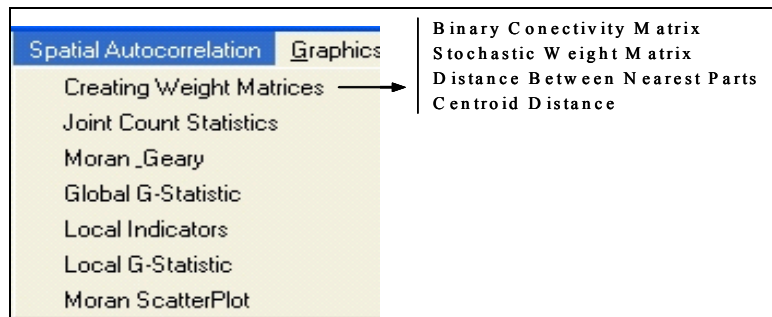 Spatial Autocorrelation Graphics
Creating Weight Matrices
Joint Count Statistics
Moran_Geary
Global G-Statistic
Local Indicators
Local G-Statistic
Moran ScatterPlot
Binary Conectivity Matrix
Stochastic Weight Matrix
Distance Between Nearest Parts
Centroid Distance